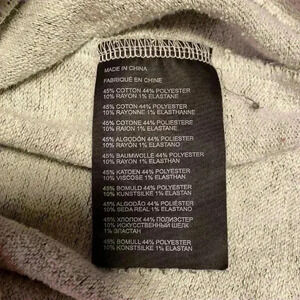 MADE IN CHINA
FABRIQUÉ EN CHINE
45% COTTON 44% POLYESTER
10% RAYON 1% ELASTANE
45% COTON 44% POLYESTER
10% RAYONNE 1% ELASTHANNE
45% COTONE 44% POLIESTERE
10% RAION 1% ELASTANE
45% ALGODÓN 44% POLIÉSTER
10% RAYÓN 1% ELASTANO
45% BAUMWOLLE 44% POLYESTER
10% RAYON 1% ELASTHAN
45% KATOEN 44% POLYESTER
10% VISCOSE 1% ELASTHAN
45% BOMULD 44% POLYESTER
10% KUNSTSILKE 1% ELASTHAN
45% ALGODÃO 44% POLIÉSTER
10% SEDA REAL 1% ELASTANO
45% ХЛОПОК 44% ПОЛИЭСТЕР
10% ИСКУССТВЕННЫЙ ШЕЛК
1% ЭЛАСТАН
45% BOMULL 44% POLYESTER
10% KONSTSILKE 1% ELASTAN